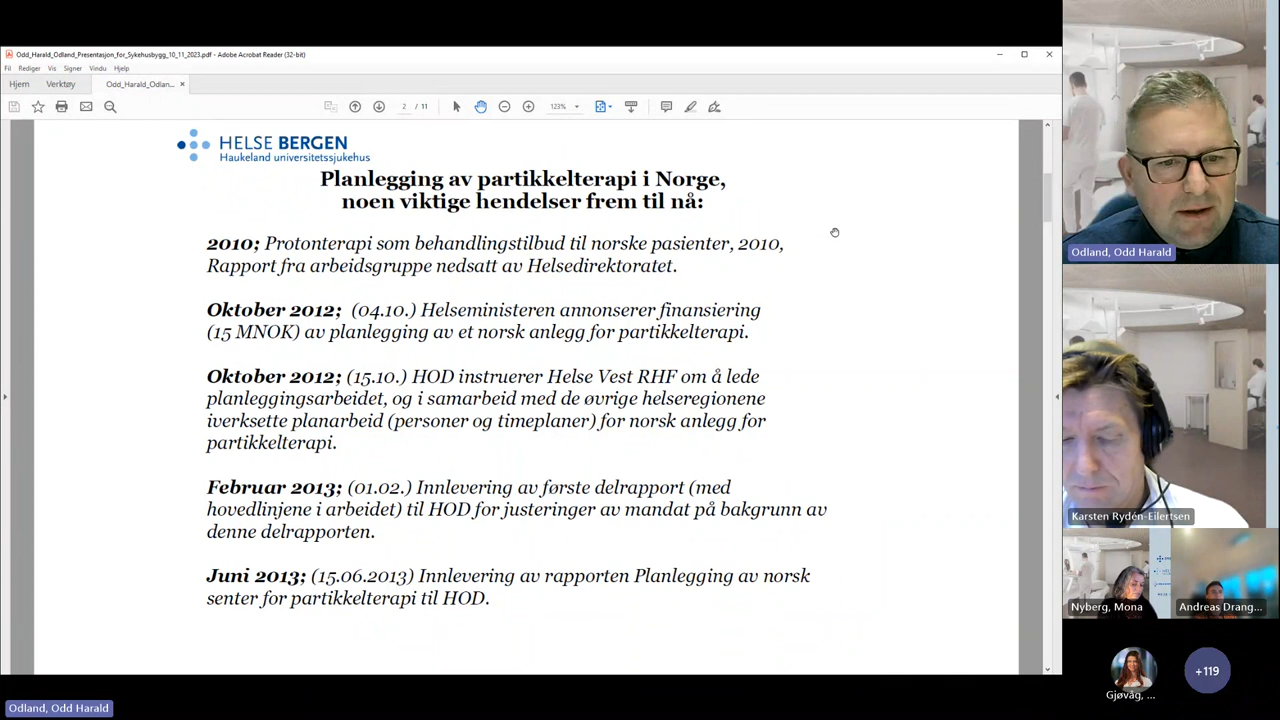 Odd_Harald_Odland_Presentasjon_for_Sykehusbygg_10_11_2023.pdf - Adobe Acrobat Reader (32-bit)
Fil Rediger Vis Signer Vindu Hjelp
Hjem Verktøy Odd_Harald_Odlan...
2 / 11 123%
HELSE BERGEN
Haukeland universitetssjukehus
Planlegging av partikkelterapi i Norge,
noen viktige hendelser frem til nå:
2010; Protonterapi som behandlingstilbud til norske pasienter, 2010,
Rapport fra arbeidsgruppe nedsatt av Helsedirektoratet.
Oktober 2012; (04.10.) Helseministeren annonserer finansiering
(15 MNOK) av planlegging av et norsk anlegg for partikkelterapi.
Oktober 2012; (15.10.) HOD instruerer Helse Vest RHF om å lede
planleggingsarbeidet, og i samarbeid med de øvrige helseregionene
iverksette planarbeid (personer og timeplaner) for norsk anlegg for
partikkelterapi.
Februar 2013; (01.02.) Innlevering av første delrapport (med
hovedlinjene i arbeidet) til HOD for justeringer av mandat på bakgrunn av
denne delrapporten.
Juni 2013; (15.06.2013) Innlevering av rapporten Planlegging av norsk
senter for partikkelterapi til HOD.
Odland, Odd Harald
Karsten Rydén-Eilertsen
Nyberg, Mona
Andreas Drang...
Gjøvåg, ...
+119
Odland, Odd Harald